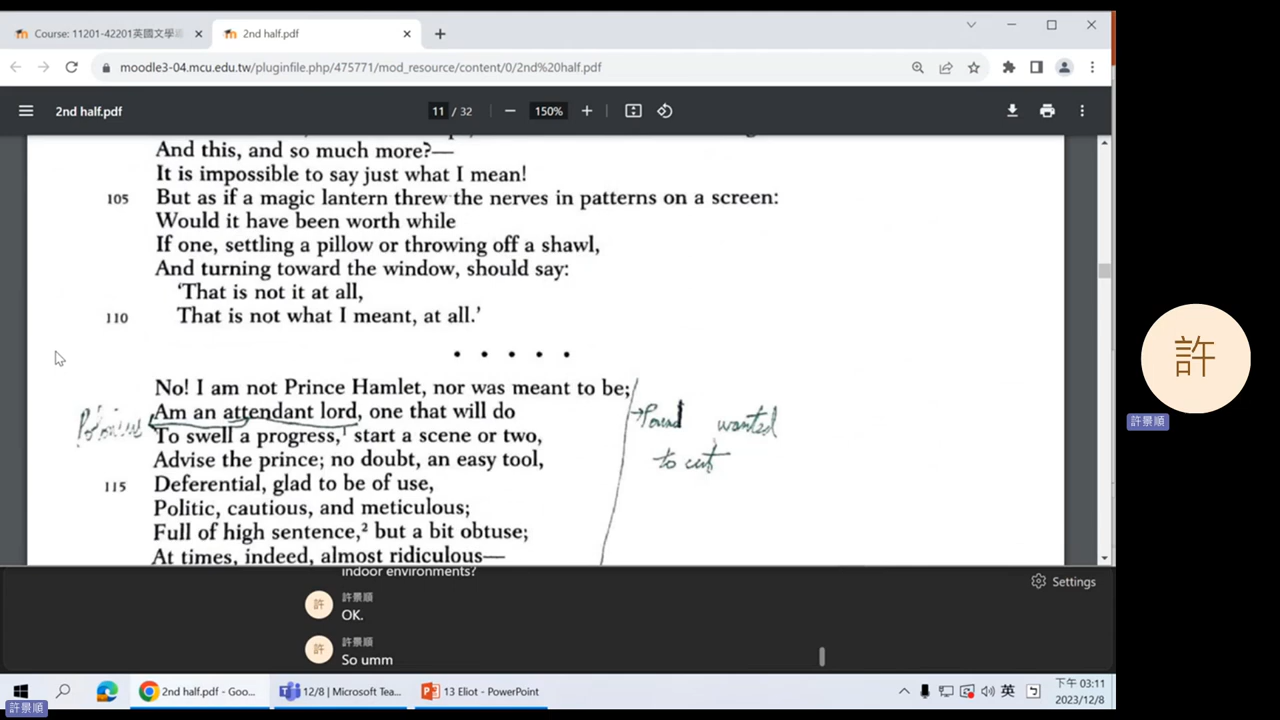 Course: 11201-42201英國文學
2nd half.pdf
moodle3-04.mcu.edu.tw/pluginfile.php/475771/mod_resource/content/0/2nd%20half.pdf
2nd half.pdf
11 / 32
150%
And this, and so much more?—
It is impossible to say just what I mean!
105 But as if a magic lantern threw the nerves in patterns on a screen:
Would it have been worth while
If one, settling a pillow or throwing off a shawl,
And turning toward the window, should say:
'That is not it at all,
110 That is not what I meant, at all.'
. . . . .
No! I am not Prince Hamlet, nor was meant to be;
Polonius Am an attendant lord, one that will do →Pound wanted
To swell a progress,¹ start a scene or two,
Advise the prince; no doubt, an easy tool, to cut
115 Deferential, glad to be of use,
Politic, cautious, and meticulous;
Full of high sentence,² but a bit obtuse;
At times, indeed, almost ridiculous—
indoor environments?
Settings
許 許景順
OK.
許 許景順
So umm
許
許景順
2nd half.pdf - Goo...
12/8 | Microsoft Tea...
13 Eliot - PowerPoint
英
下午 03:11
2023/12/8
許景順